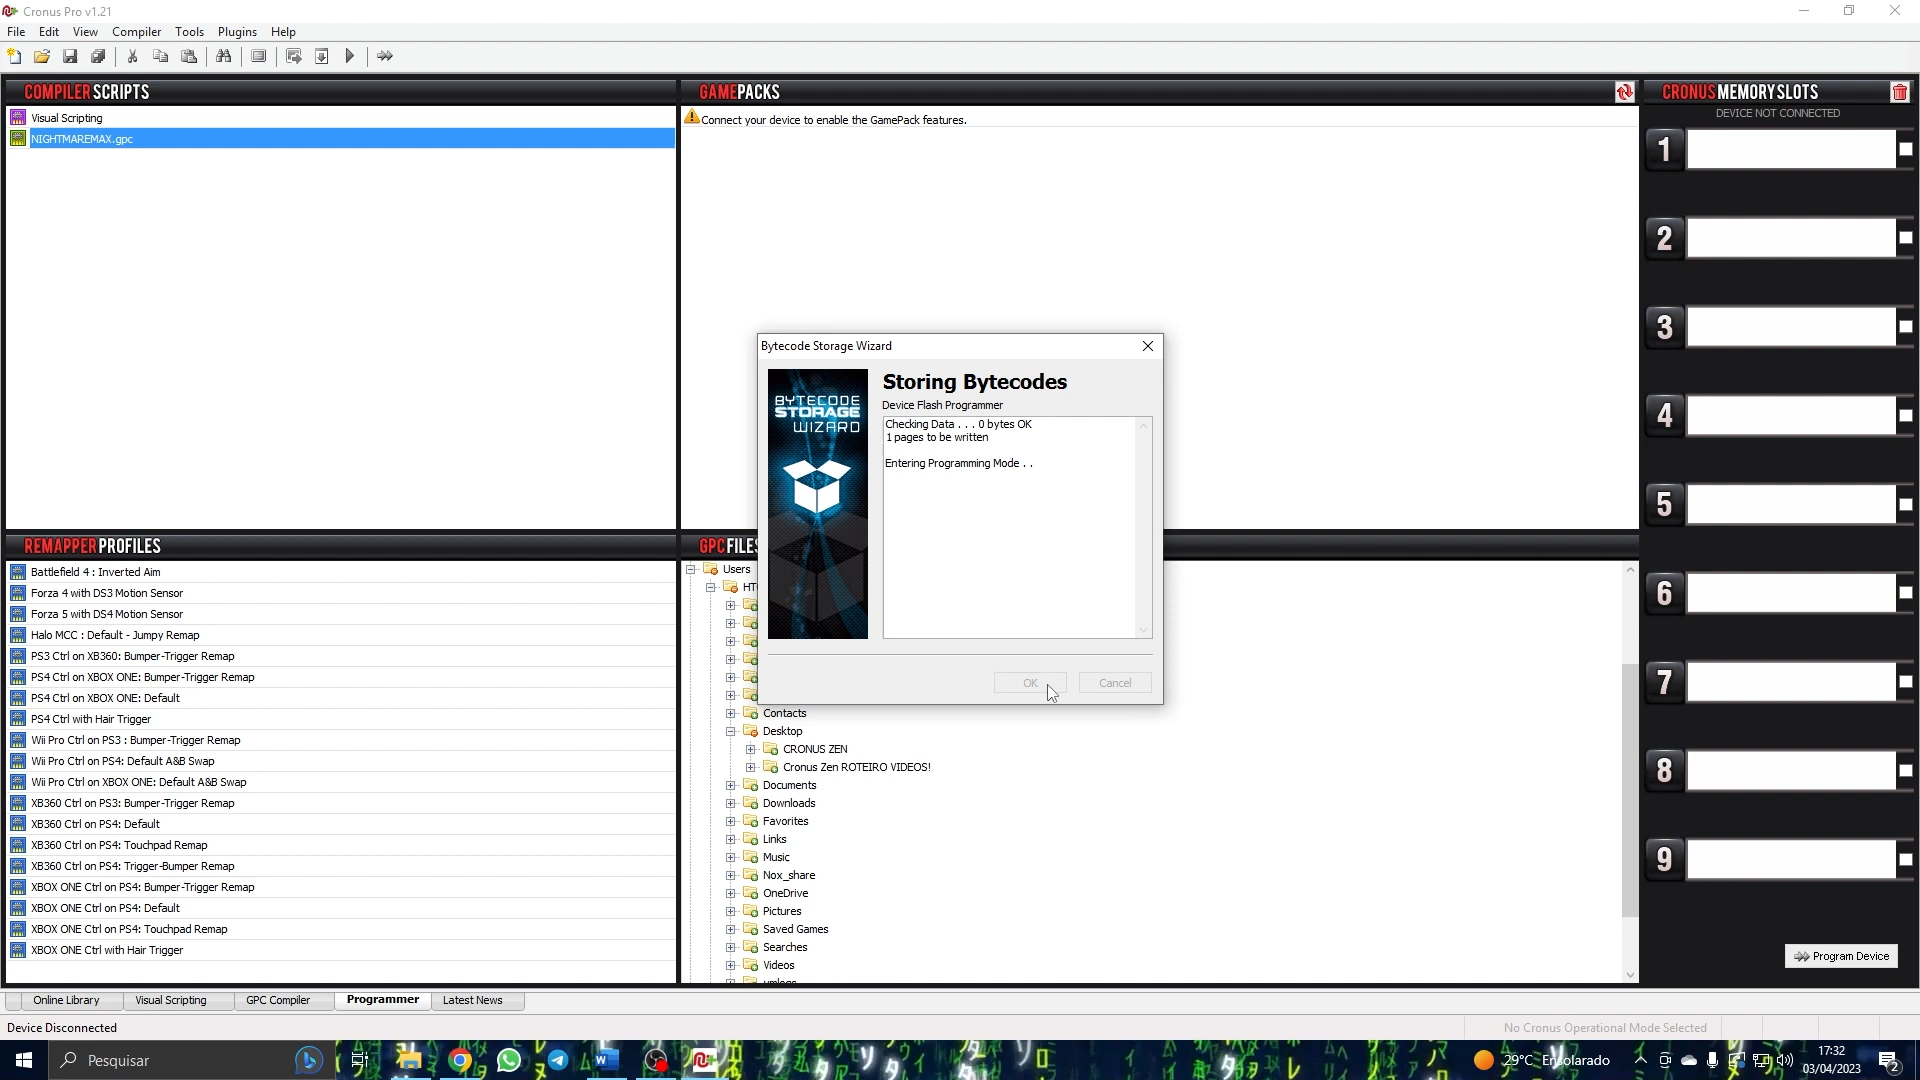 Cronus Pro v1.21
File Edit View Compiler Tools Plugins Help
COMPILER SCRIPTS
Visual Scripting
NIGHTMAREMAX.gpc
GAMEPACKS
Connect your device to enable the GamePack features.
CRONUS MEMORY SLOTS
DEVICE NOT CONNECTED
1
2
3
4
5
6
7
8
9
Program Device
Bytecode Storage Wizard
BYTECODE
STORAGE
WIZARD
Storing Bytecodes
Device Flash Programmer
Checking Data . . . 0 bytes OK
1 pages to be written
Entering Programming Mode . .
OK Cancel
REMAPPER PROFILES
Battlefield 4 : Inverted Aim
Forza 4 with DS3 Motion Sensor
Forza 5 with DS4 Motion Sensor
Halo MCC : Default - Jumpy Remap
PS3 Ctrl on XB360: Bumper-Trigger Remap
PS4 Ctrl on XBOX ONE: Bumper-Trigger Remap
PS4 Ctrl on XBOX ONE: Default
PS4 Ctrl with Hair Trigger
Wii Pro Ctrl on PS3 : Bumper-Trigger Remap
Wii Pro Ctrl on PS4: Default A&B Swap
Wii Pro Ctrl on XBOX ONE: Default A&B Swap
XB360 Ctrl on PS3: Bumper-Trigger Remap
XB360 Ctrl on PS4: Default
XB360 Ctrl on PS4: Touchpad Remap
XB360 Ctrl on PS4: Trigger-Bumper Remap
XBOX ONE Ctrl on PS4: Bumper-Trigger Remap
XBOX ONE Ctrl on PS4: Default
XBOX ONE Ctrl on PS4: Touchpad Remap
XBOX ONE Ctrl with Hair Trigger
GPC FILES
Users
Contacts
Desktop
CRONUS ZEN
Cronus Zen ROTEIRO VIDEOS!
Documents
Downloads
Favorites
Links
Music
Nox_share
OneDrive
Pictures
Saved Games
Searches
Videos
Online Library Visual Scripting GPC Compiler Programmer Latest News
Device Disconnected
No Cronus Operational Mode Selected
Pesquisar
29°C Ensolarado
17:32
03/04/2023
2